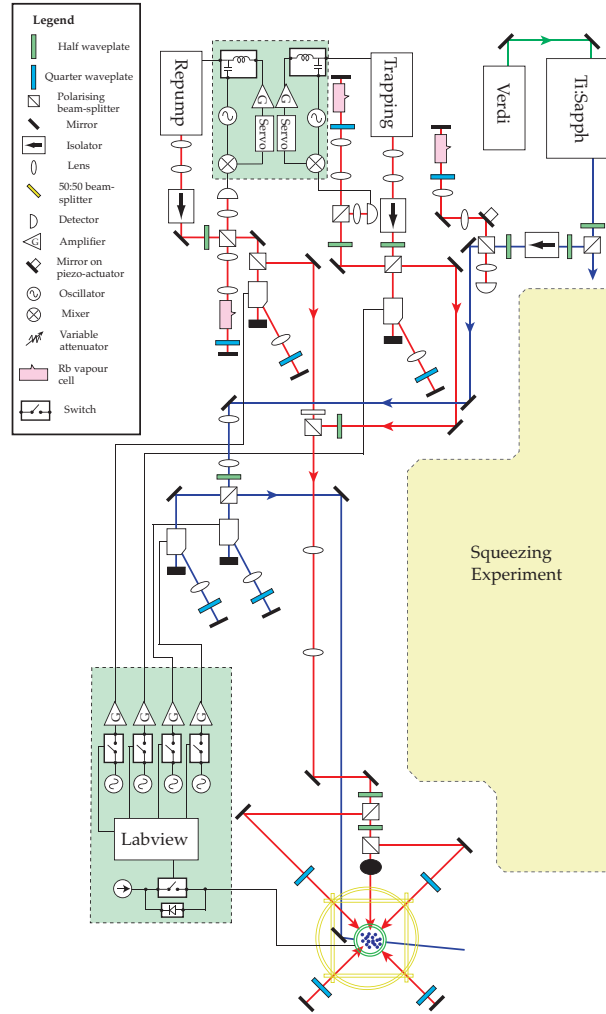 Legend
Half waveplate
Quarter waveplate
Polarising
beam-splitter
Mirror
Isolator
Lens
50:50 beam-
splitter
Detector
G
Amplifier
Mirror on
piezo-actuator
Oscillator
Mixer
Variable
attenuator
Rb vapour
cell
Switch
Repump
G
G
Servo
Servo
Trapping
Verdi
Ti:Sapph
Squeezing
Experiment
G
G
G
G
Labview